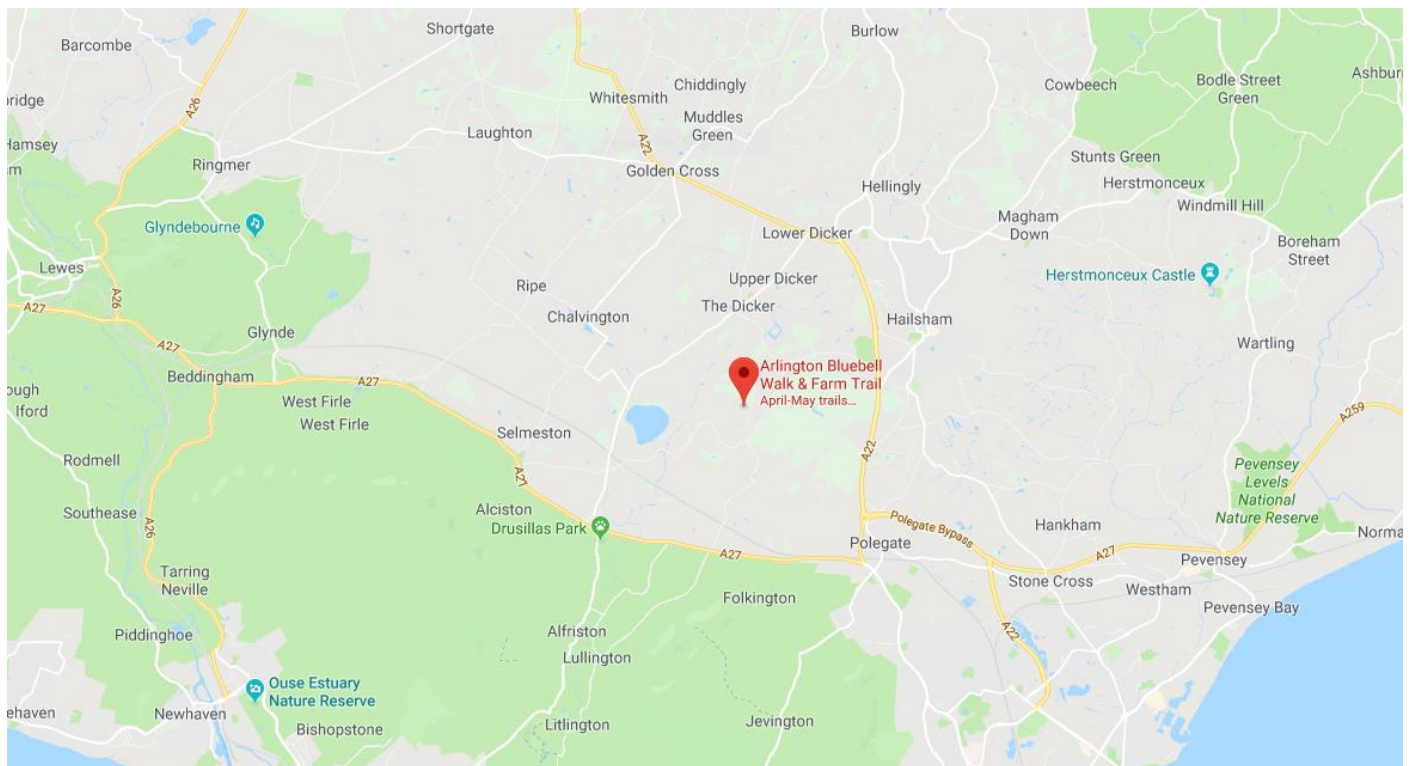 Barcombe
Shortgate
Burlow
Ashbur
Cowbeech
Bodle Street
Green
Chiddingly
Whitesmith
Muddles
Green
bridge
A26
A22
Laughton
Hamsey
m
Ringmer
Golden Cross
Stunts Green
Herstmonceux
Hellingly
Windmill Hill
Magham
Down
Glyndebourne
Lower Dicker
Boreham
Street
Lewes
Upper Dicker
Herstmonceux Castle
Ripe
A27
A26
The Dicker
Chalvington
Hailsham
Glynde
A27
Wartling
Arlington Bluebell
Walk & Farm Trail
April-May trails...
Beddingham
A27
ough
Iford
West Firle
West Firle
A259
Selmeston
A22
Rodmell
A27
Pevensey
Levels
National
Nature Reserve
Southease
Alciston
Drusillas Park
A26
Polegate Bypass
Hankham
Norma
Polegate
A27
A27
Pevensey
Tarring
Neville
Stone Cross
Westham
Folkington
Pevensey Bay
Piddinghoe
Alfriston
A22
Lullington
Ouse Estuary
Nature Reserve
ehaven
Newhaven
Bishopstone
Litlington
Jevington